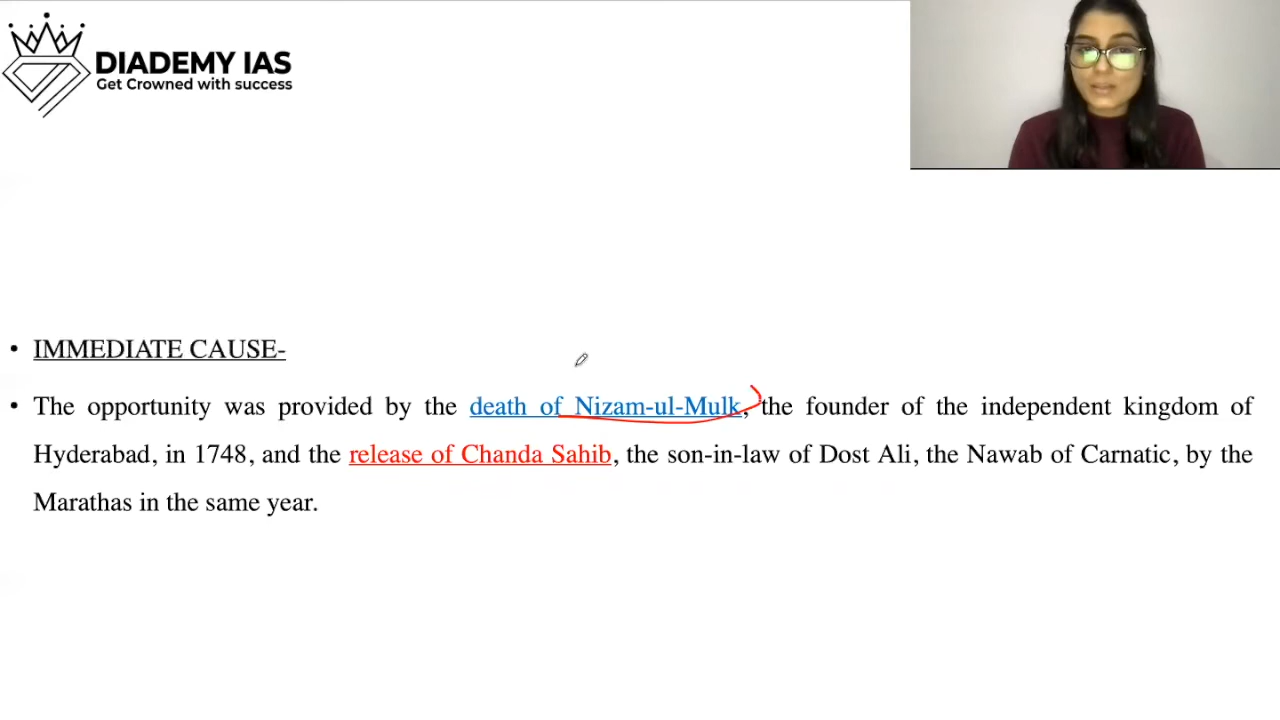 DIADEMY IAS
Get Crowned with success
• IMMEDIATE CAUSE-
• The opportunity was provided by the death of Nizam-ul-Mulk, the founder of the independent kingdom of
Hyderabad, in 1748, and the release of Chanda Sahib, the son-in-law of Dost Ali, the Nawab of Carnatic, by the
Marathas in the same year.